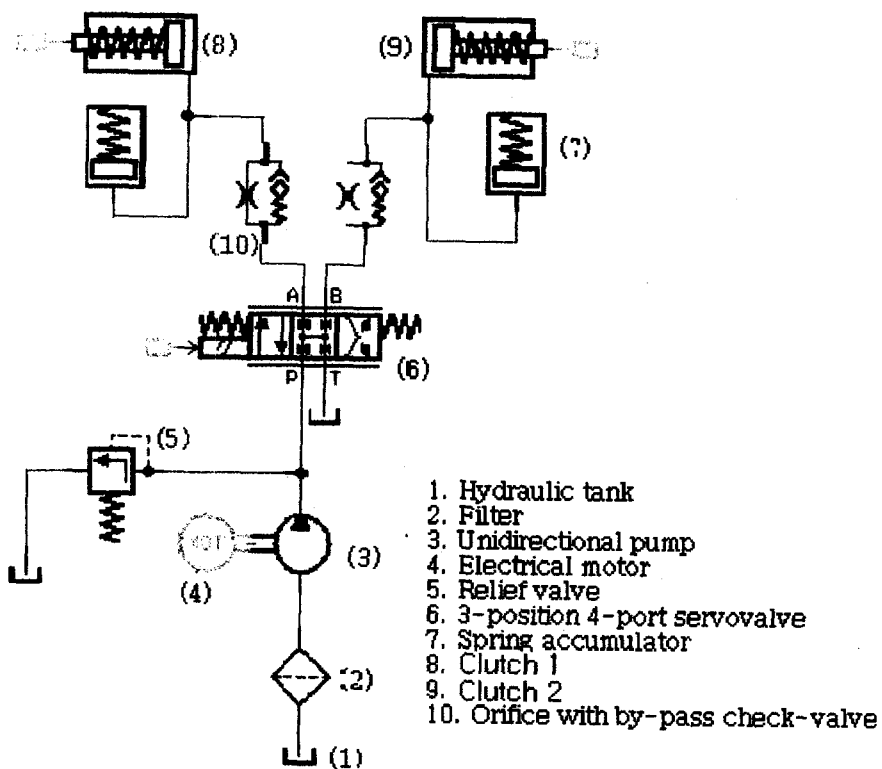 (8)
(9)
(7)
(10)
A B
P T
(6)
(5)
(3)
(4)
1. Hydraulic tank
2. Filter
3. Unidirectional pump
4. Electrical motor
5. Relief valve
6. 3-position 4-port servovalve
7. Spring accumulator
8. Clutch 1
9. Clutch 2
10. Orifice with by-pass check-valve
(2)
(1)